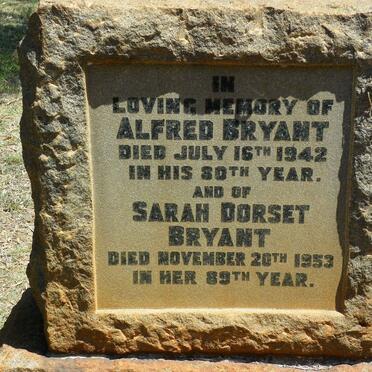 IN
LOVING MEMORY OF
ALFRED BRYANT
DIED JULY 16TH 1942
IN HIS 80TH YEAR.
AND OF
SARAH DORSET
BRYANT
DIED NOVEMBER 20TH 1953
IN HER 89TH YEAR.